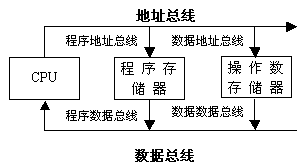 地址总线
程序地址总线 数据地址总线
CPU
程序存
储器
操作数
存储器
程序数据总线 数据数据总线
数据总线